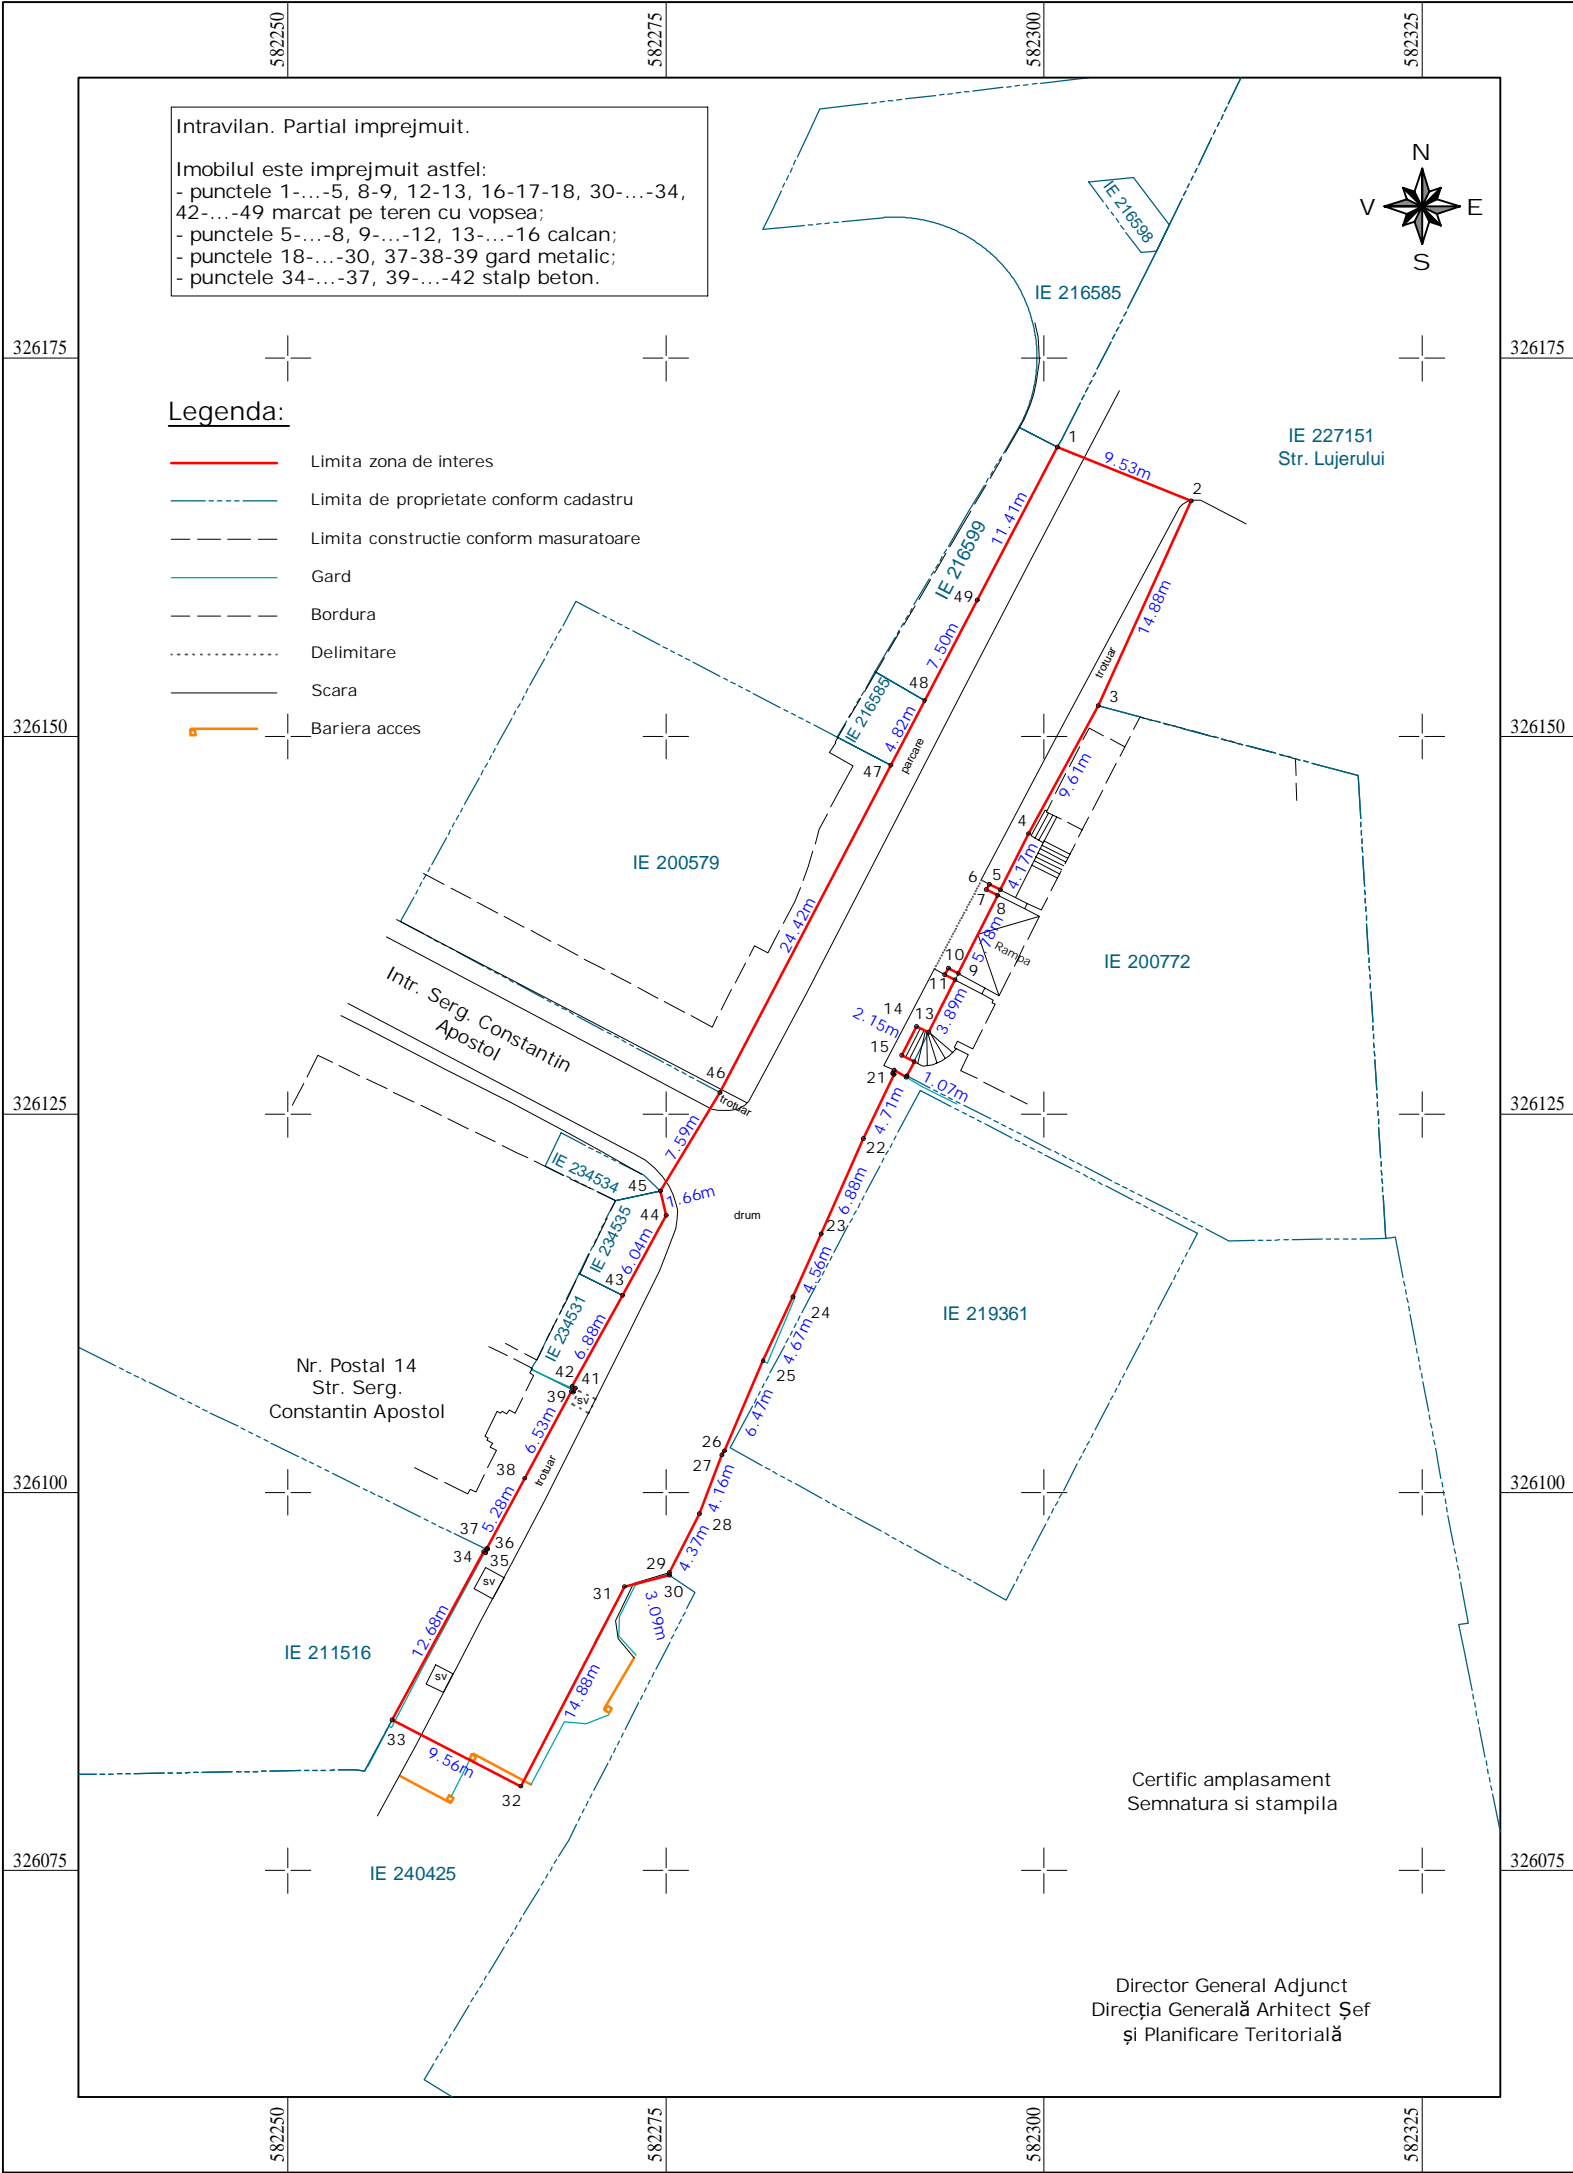 582250
582275
582300
582325
Intravilan. Partial imprejmuit.
Imobilul este imprejmuit astfel:
- punctele 1-...-5, 8-9, 12-13, 16-17-18, 30-...-34,
42-...-49 marcat pe teren cu vopsea;
- punctele 5-...-8, 9-...-12, 13-...-16 calcan;
- punctele 18-...-30, 37-38-39 gard metalic;
- punctele 34-...-37, 39-...-42 stalp beton.
N
V
E
S
IE 216598
IE 216585
326175
326175
Legenda:
Limita zona de interes
Limita de proprietate conform cadastru
Limita constructie conform masuratoare
Gard
Bordura
Delimitare
Scara
Bariera acces
IE 227151
Str. Lujerului
1
9.53m
2
11.41m
IE 216599
49
14.88m
7.50m
trotuar
48
IE 216585
3
4.82m
parcare
47
326150
326150
9.61m
4
4.17m
5
6
7
8
IE 200579
24.42m
5.78m
Rampa
IE 200772
10
9
11
Intr. Serg. Constantin
Apostol
3.89m
14
13
2.15m
15
46
trotuar
21
1.07m
326125
326125
4.71m
22
7.59m
IE 234534
45
1.66m
44
drum
6.88m
23
IE 234535
6.04m
43
4.56m
24
IE 219361
IE 234531
6.88m
4.67m
25
Nr. Postal 14
Str. Serg.
Constantin Apostol
42
41
39
sv
6.53m
6.47m
26
27
38
trotuar
326100
326100
5.28m
4.16m
28
37
36
34
35
4.37m
29
30
31
sv
3.09m
12.68m
IE 211516
sv
14.88m
33
9.56m
32
Certific amplasament
Semnatura si stampila
326075
326075
IE 240425
Director General Adjunct
Direcția Generală Arhitect Șef
și Planificare Teritorială
582250
582275
582300
582325